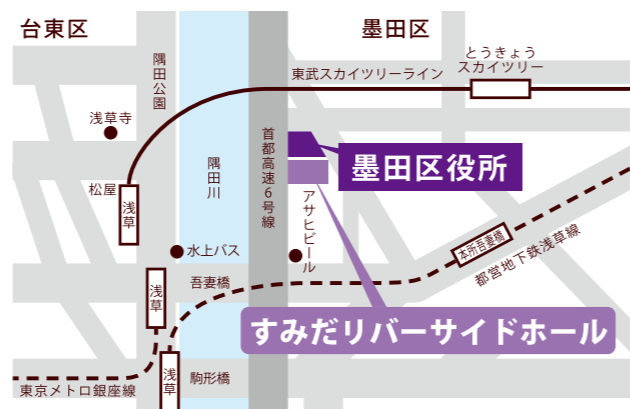 台東区
墨田区
とうきょう
スカイツリー
東武スカイツリーライン
隅田公園
浅草寺
首都高速6号線
隅田川
墨田区役所
松屋
浅草
アサヒビール
水上バス
本所吾妻橋
都営地下鉄浅草線
吾妻橋
浅草
すみだリバーサイドホール
浅草
駒形橋
東京メトロ銀座線